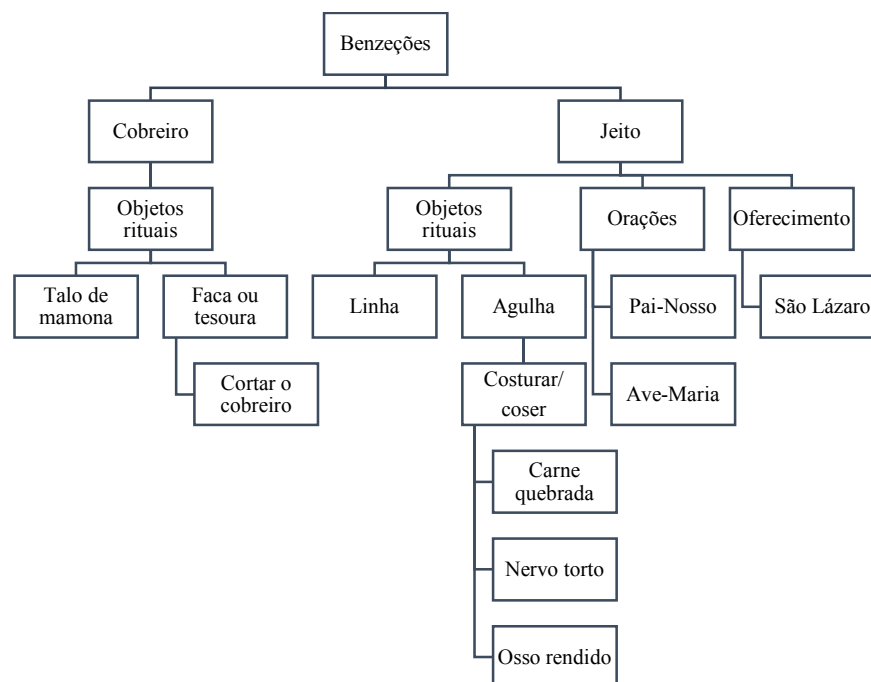 Benzeções
Cobreiro
Jeito
Objetos
rituais
Objetos
rituais
Orações
Oferecimento
Talo de
mamona
Faca ou
tesoura
Linha
Agulha
Pai-Nosso
São Lázaro
Cortar o
cobreiro
Costurar/
coser
Ave-Maria
Carne
quebrada
Nervo torto
Osso rendido